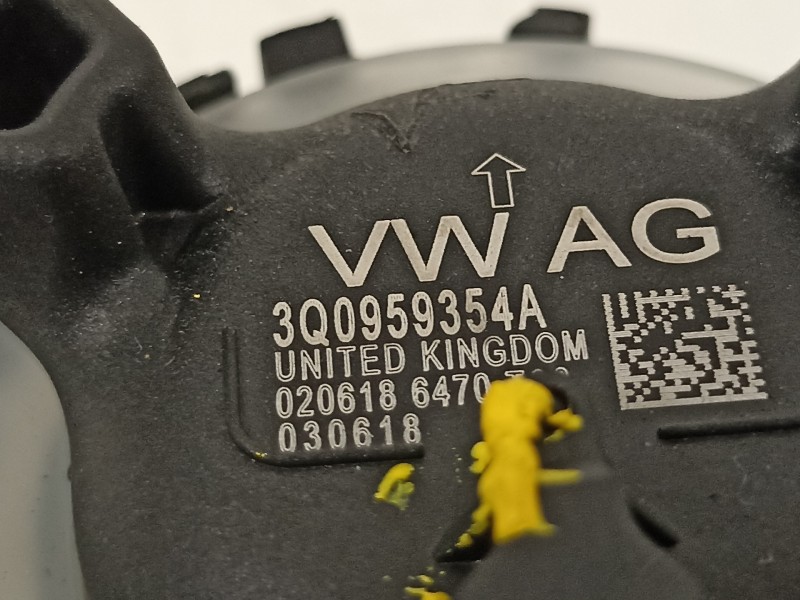 VW AG
3Q0959354A
UNITED KINGDOM
020618 6470
030618